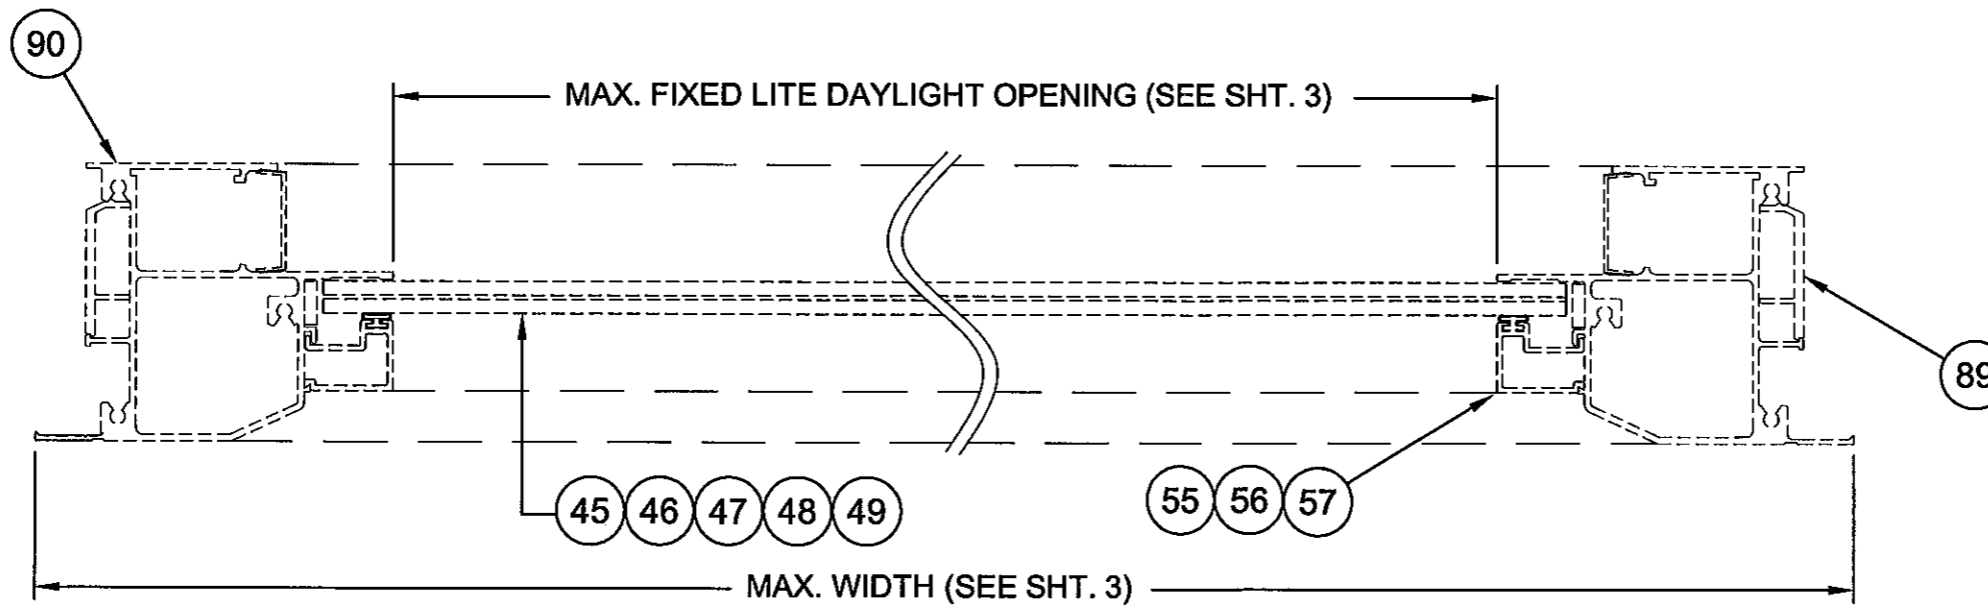 90
MAX. FIXED LITE DAYLIGHT OPENING (SEE SHT. 3)
89
45 46 47 48 49
55 56 57
MAX. WIDTH (SEE SHT. 3)